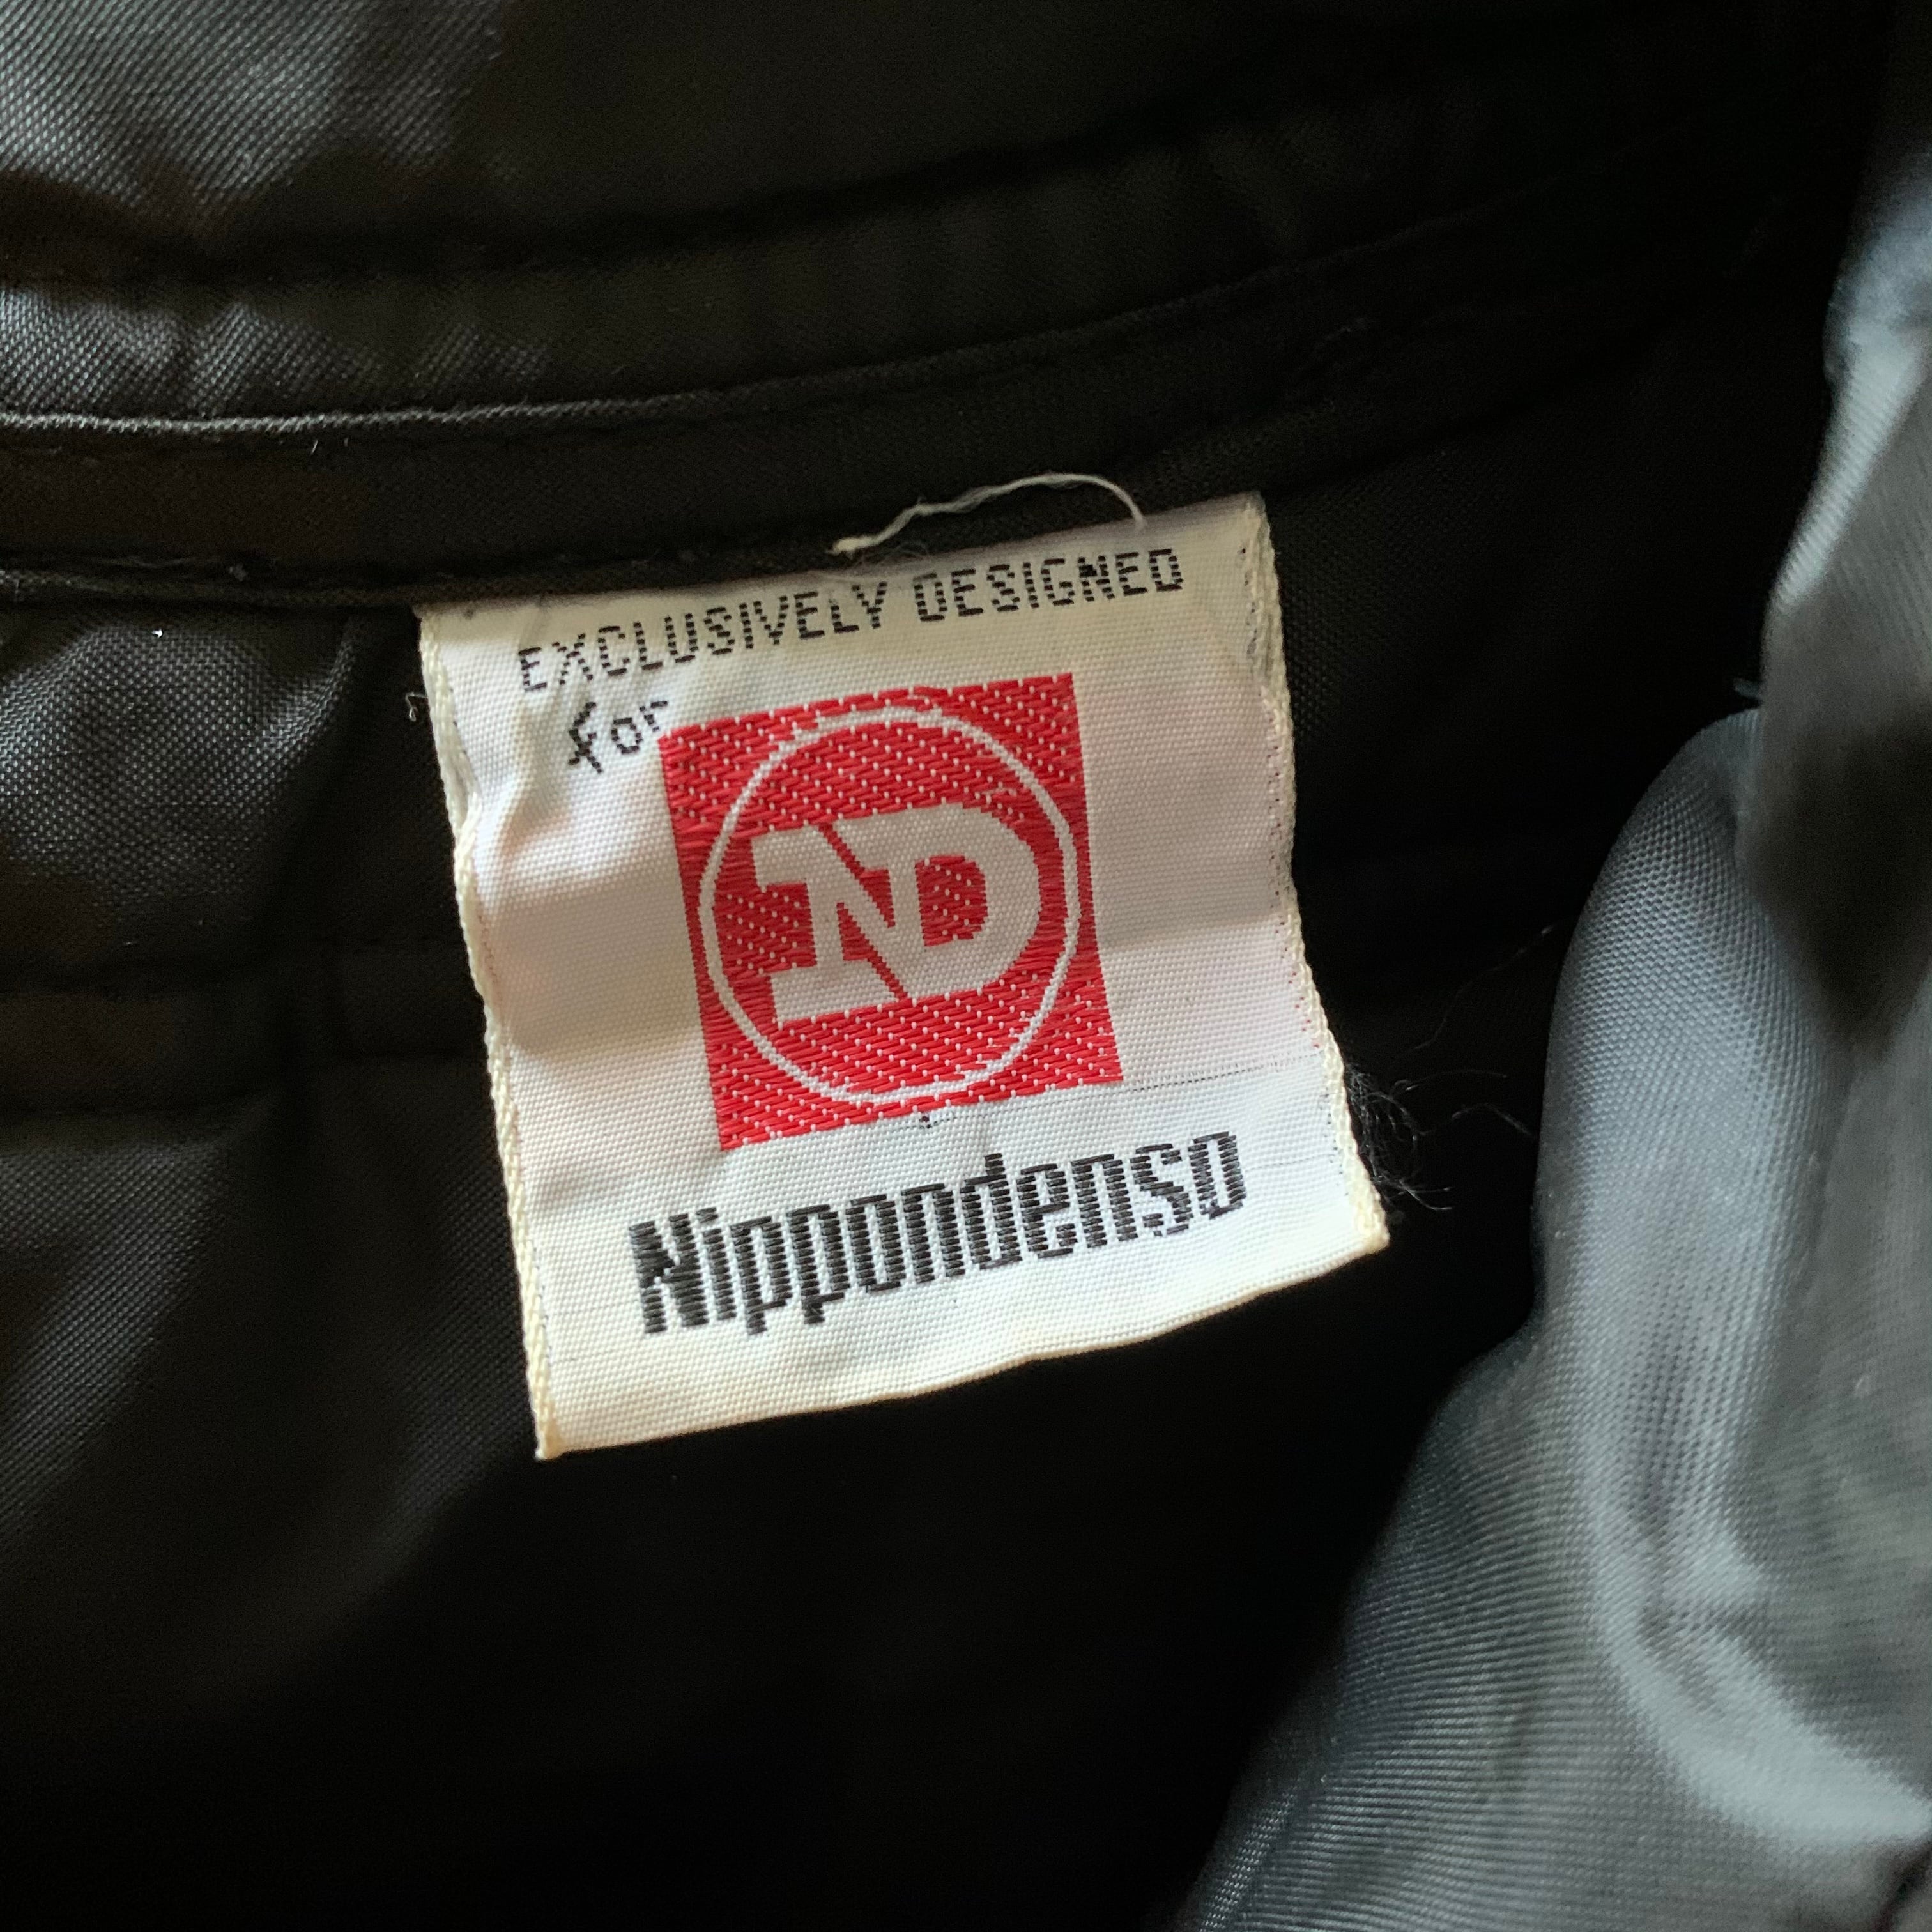 EXCLUSIVELY DESIGNED
for
ND
Nippondenso